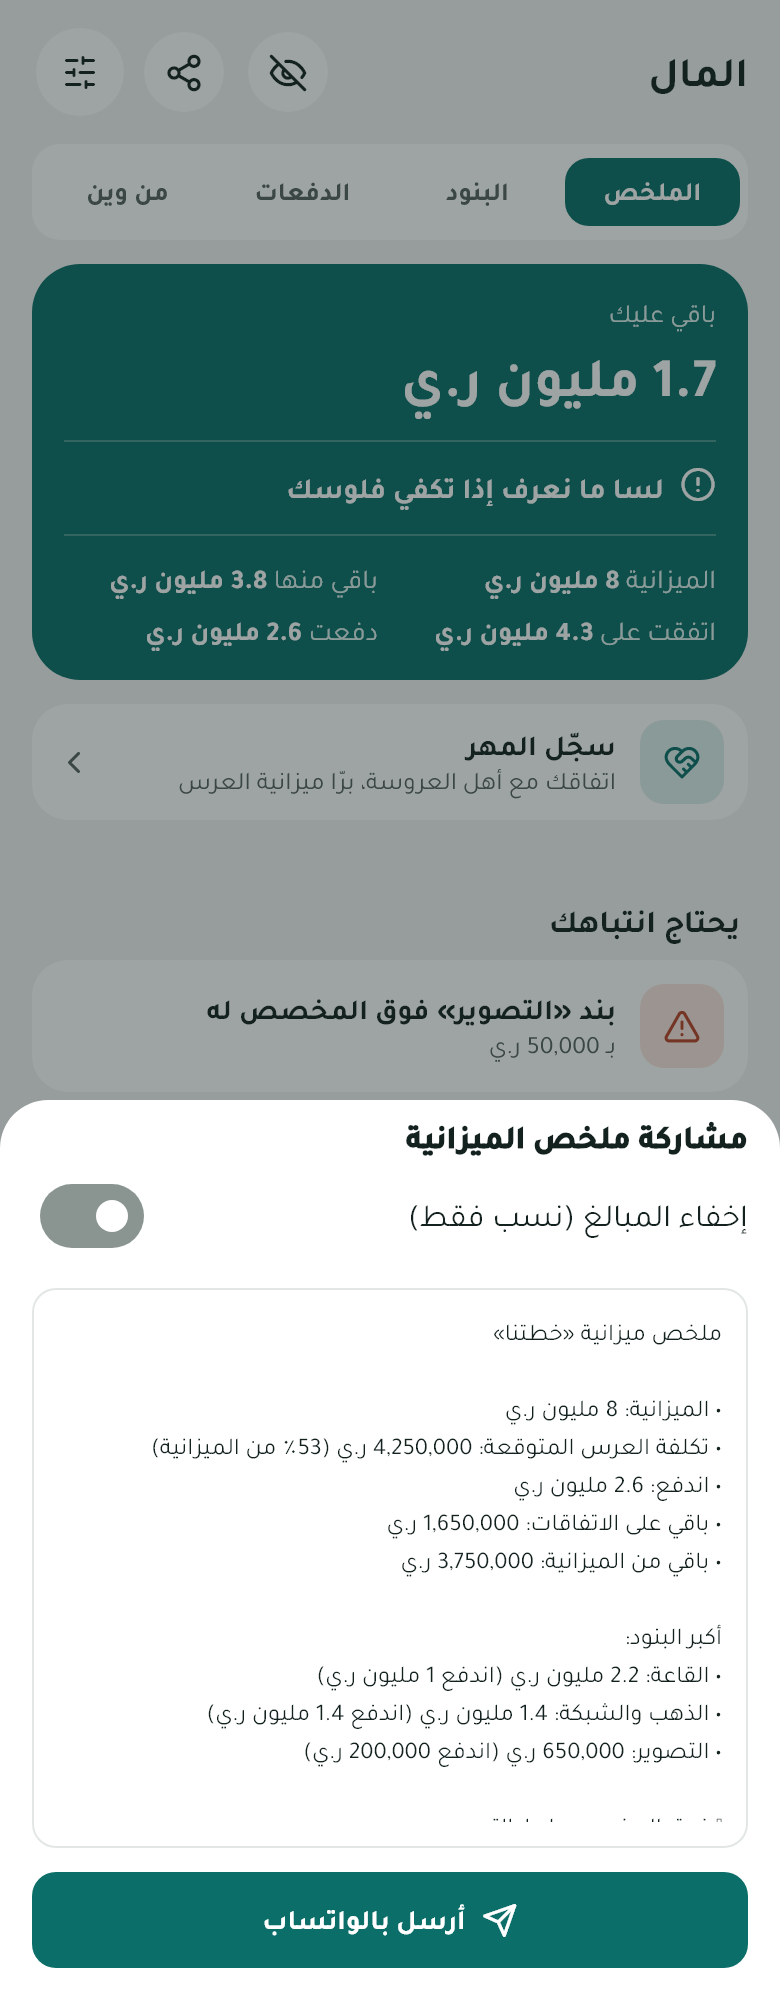 المال
الملخص
البنود
الدفعات
من وين
باقي عليك
1.7 مليون ر.ي
لسا ما نعرف إذا تكفي فلوسك
الميزانية 8 مليون ر.ي
باقي منها 3.8 مليون ر.ي
اتفقت على 4.3 مليون ر.ي
دفعت 2.6 مليون ر.ي
سجّل المهر
اتفاقك مع أهل العروسة، برّا ميزانية العرس
يحتاج انتباهك
بند «التصوير» فوق المخصص له
بـ 50,000 ر.ي
مشاركة ملخص الميزانية
إخفاء المبالغ (نسب فقط)
ملخص ميزانية «خطتنا»
• الميزانية: 8 مليون ر.ي
• تكلفة العرس المتوقعة: 4,250,000 ر.ي (53٪ من الميزانية)
• اندفع: 2.6 مليون ر.ي
• باقي على الاتفاقات: 1,650,000 ر.ي
• باقي من الميزانية: 3,750,000 ر.ي
أكبر البنود:
• القاعة: 2.2 مليون ر.ي (اندفع 1 مليون ر.ي)
• الذهب والشبكة: 1.4 مليون ر.ي (اندفع 1.4 مليون ر.ي)
• التصوير: 650,000 ر.ي (اندفع 200,000 ر.ي)
أرسل بالواتساب